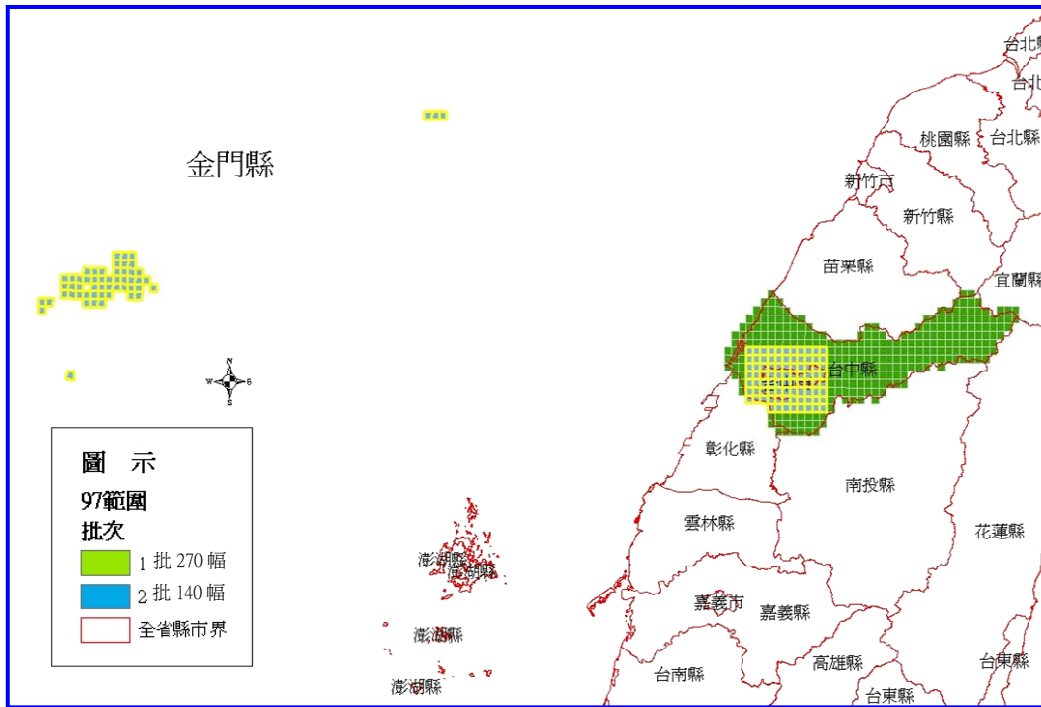 台北縣
台北
桃園縣
台北縣
金門縣
新竹市
新竹縣
苗栗縣
宜蘭縣
N
W
S
台中縣
彰化縣
南投縣
雲林縣
花蓮縣
圖 示
97範圍
批次
1 批 270 幅
2 批 140 幅
全省縣市界
澎湖縣
澎湖縣
嘉義市
嘉義縣
澎湖縣
高雄縣
台東縣
台南縣
澎湖縣
台東縣